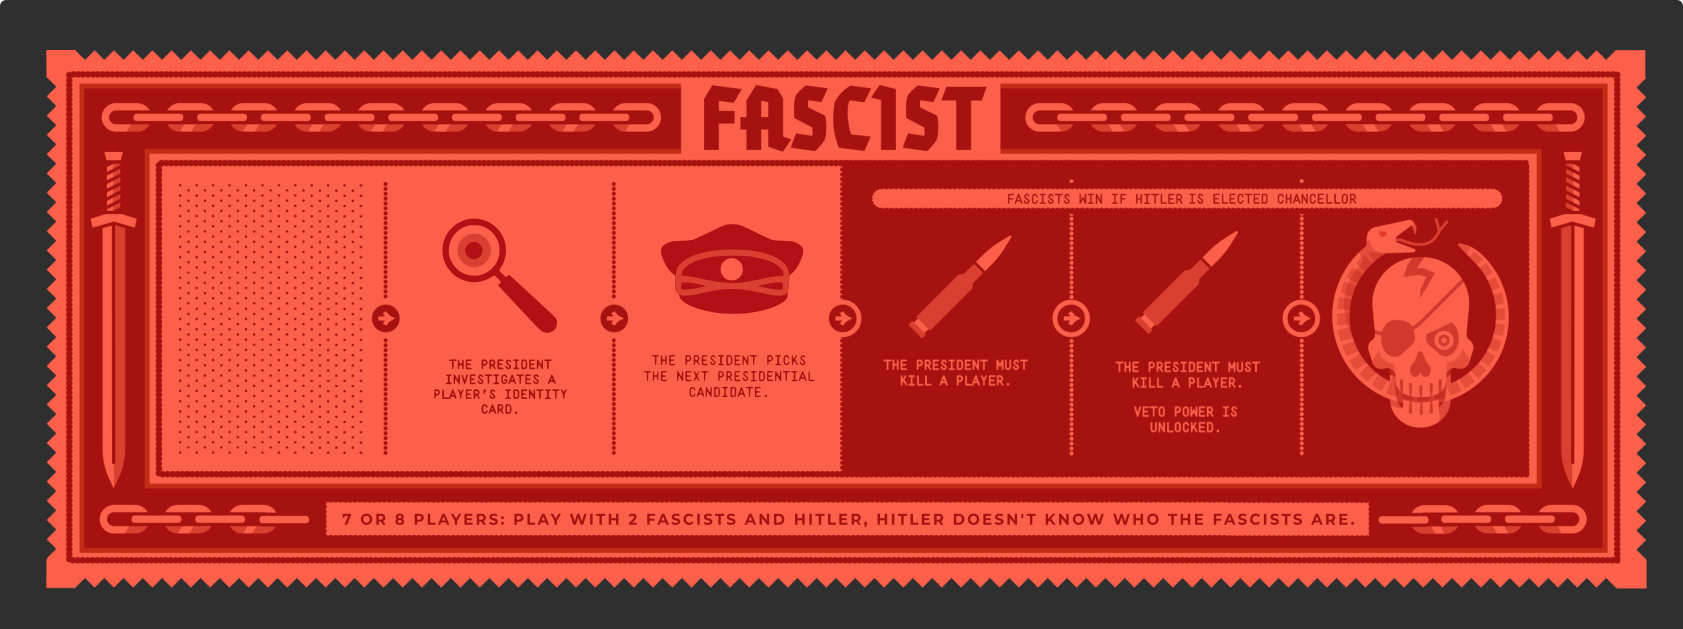 FASCIST
FASCISTS WIN IF HITLER IS ELECTED CHANCELLOR
THE PRESIDENT
INVESTIGATES A
PLAYER'S IDENTITY
CARD.
THE PRESIDENT PICKS
THE NEXT PRESIDENTIAL
CANDIDATE.
THE PRESIDENT MUST
KILL A PLAYER.
THE PRESIDENT MUST
KILL A PLAYER.
VETO POWER IS
UNLOCKED.
7 OR 8 PLAYERS: PLAY WITH 2 FASCISTS AND HITLER, HITLER DOESN'T KNOW WHO THE FASCISTS ARE.